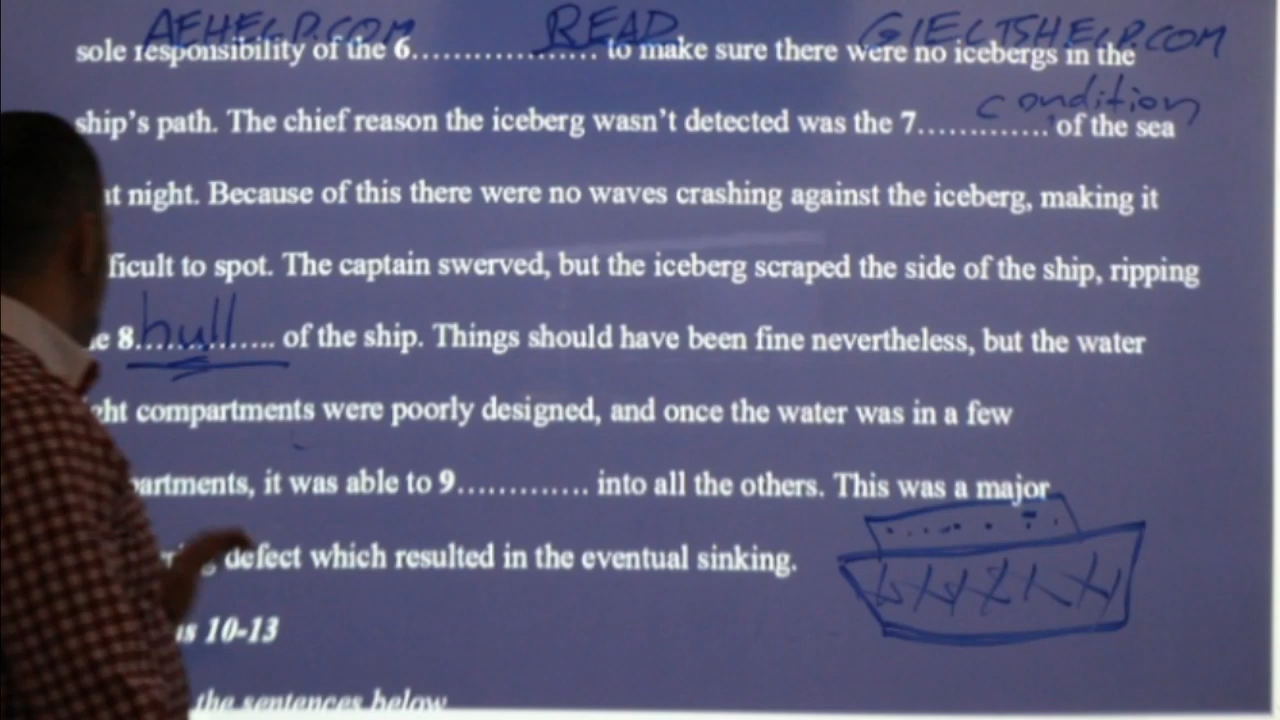 AEHELP.COM READ GIELTSHELP.COM
sole responsibility of the 6.................. to make sure there were no icebergs in the
condition
ship's path. The chief reason the iceberg wasn't detected was the 7............. of the sea
at night. Because of this there were no waves crashing against the iceberg, making it
ficult to spot. The captain swerved, but the iceberg scraped the side of the ship, ripping
e 8.............. of the ship. Things should have been fine nevertheless, but the water
hull
ght compartments were poorly designed, and once the water was in a few
partments, it was able to 9............. into all the others. This was a major
defect which resulted in the eventual sinking.
ns 10-13
the sentences below